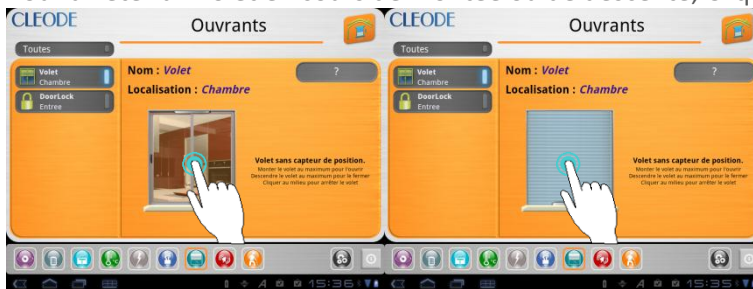 CLEODE
Ouvrants
Toutes
Volet
Chambre
DoorLock
Entree
Nom : Volet
?
Localisation : Chambre
Volet sans capteur de position.
Monter le volet au maximum pour l'ouvrir
Descendre le volet au maximum pour le fermer
Cliquer au milieu pour arrêter le volet
15:36
CLEODE
Ouvrants
Toutes
Volet
Chambre
DoorLock
Entree
Nom : Volet
?
Localisation : Chambre
Volet sans capteur de position.
Monter le volet au maximum pour l'ouvrir
Descendre le volet au maximum pour le fermer
Cliquer au milieu pour arrêter le volet
15:35